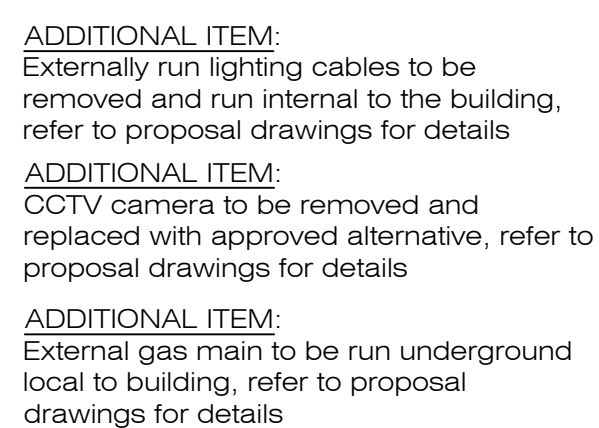 ADDITIONAL ITEM:
Externally run lighting cables to be
removed and run internal to the building,
refer to proposal drawings for details
ADDITIONAL ITEM:
CCTV camera to be removed and
replaced with approved alternative, refer to
proposal drawings for details
ADDITIONAL ITEM:
External gas main to be run underground
local to building, refer to proposal
drawings for details